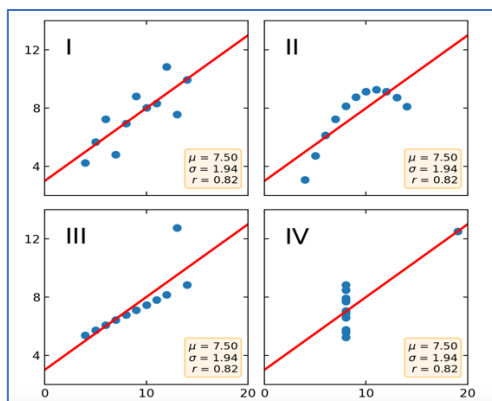 I
II
12
8
4
μ = 7.50
σ = 1.94
r = 0.82
μ = 7.50
σ = 1.94
r = 0.82
III
IV
12
8
4
μ = 7.50
σ = 1.94
r = 0.82
μ = 7.50
σ = 1.94
r = 0.82
0
10
20
0
10
20